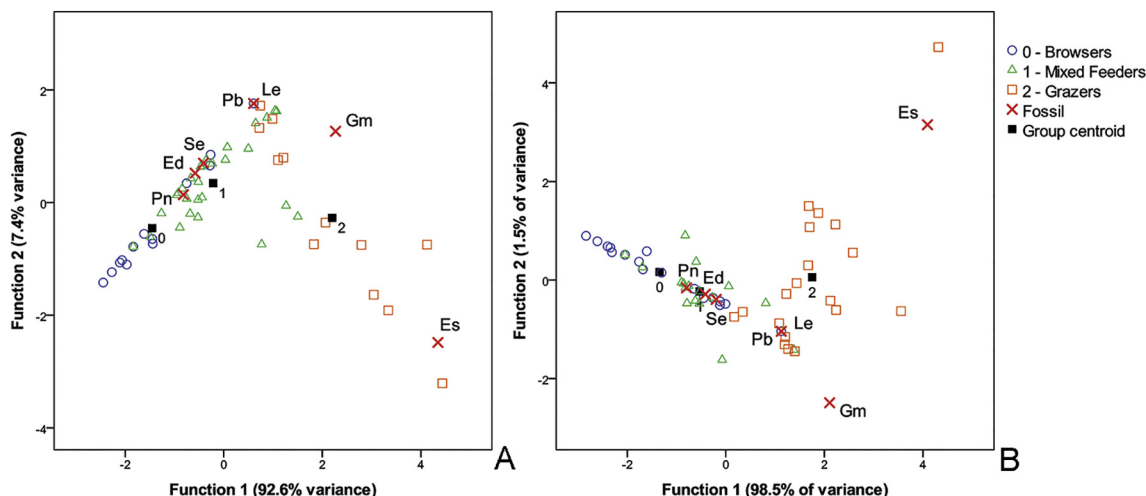 2
0
-2
-4
-2
0
2
4
Function 2 (7.4% variance)
Function 1 (92.6% variance)
Pb
Le
Gm
Se
Ed
Pn
1
0
2
Es
A
4
2
0
-2
-2
0
2
4
Function 2 (1.5% of variance)
Function 1 (98.5% of variance)
Es
Pn
Ed
0
1
2
Se
Pb
Le
Gm
B
0 - Browsers
1 - Mixed Feeders
2 - Grazers
Fossil
Group centroid